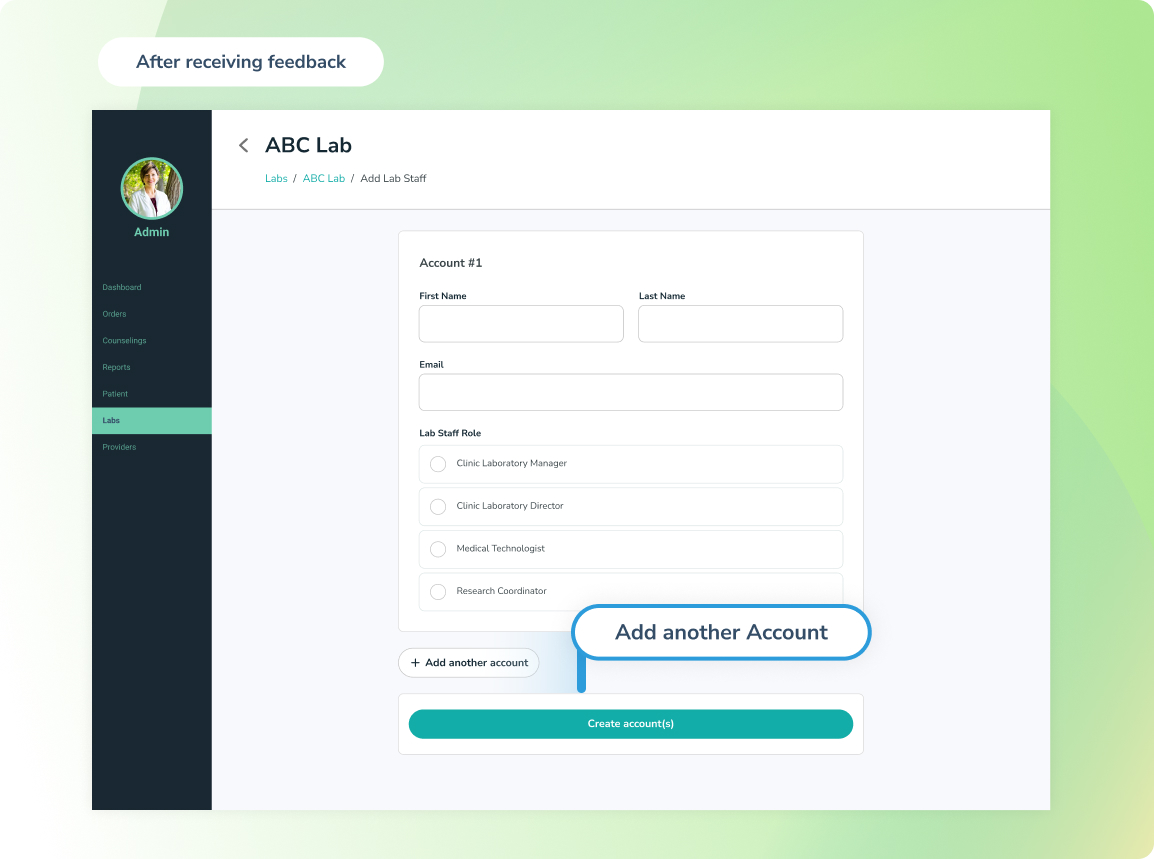 After receiving feedback
ABC Lab
Labs / ABC Lab / Add Lab Staff
Admin
Dashboard
Orders
Counselings
Reports
Patient
Labs
Providers
Account #1
First Name
Last Name
Email
Lab Staff Role
Clinic Laboratory Manager
Clinic Laboratory Director
Medical Technologist
Research Coordinator
Add another Account
+ Add another account
Create account(s)